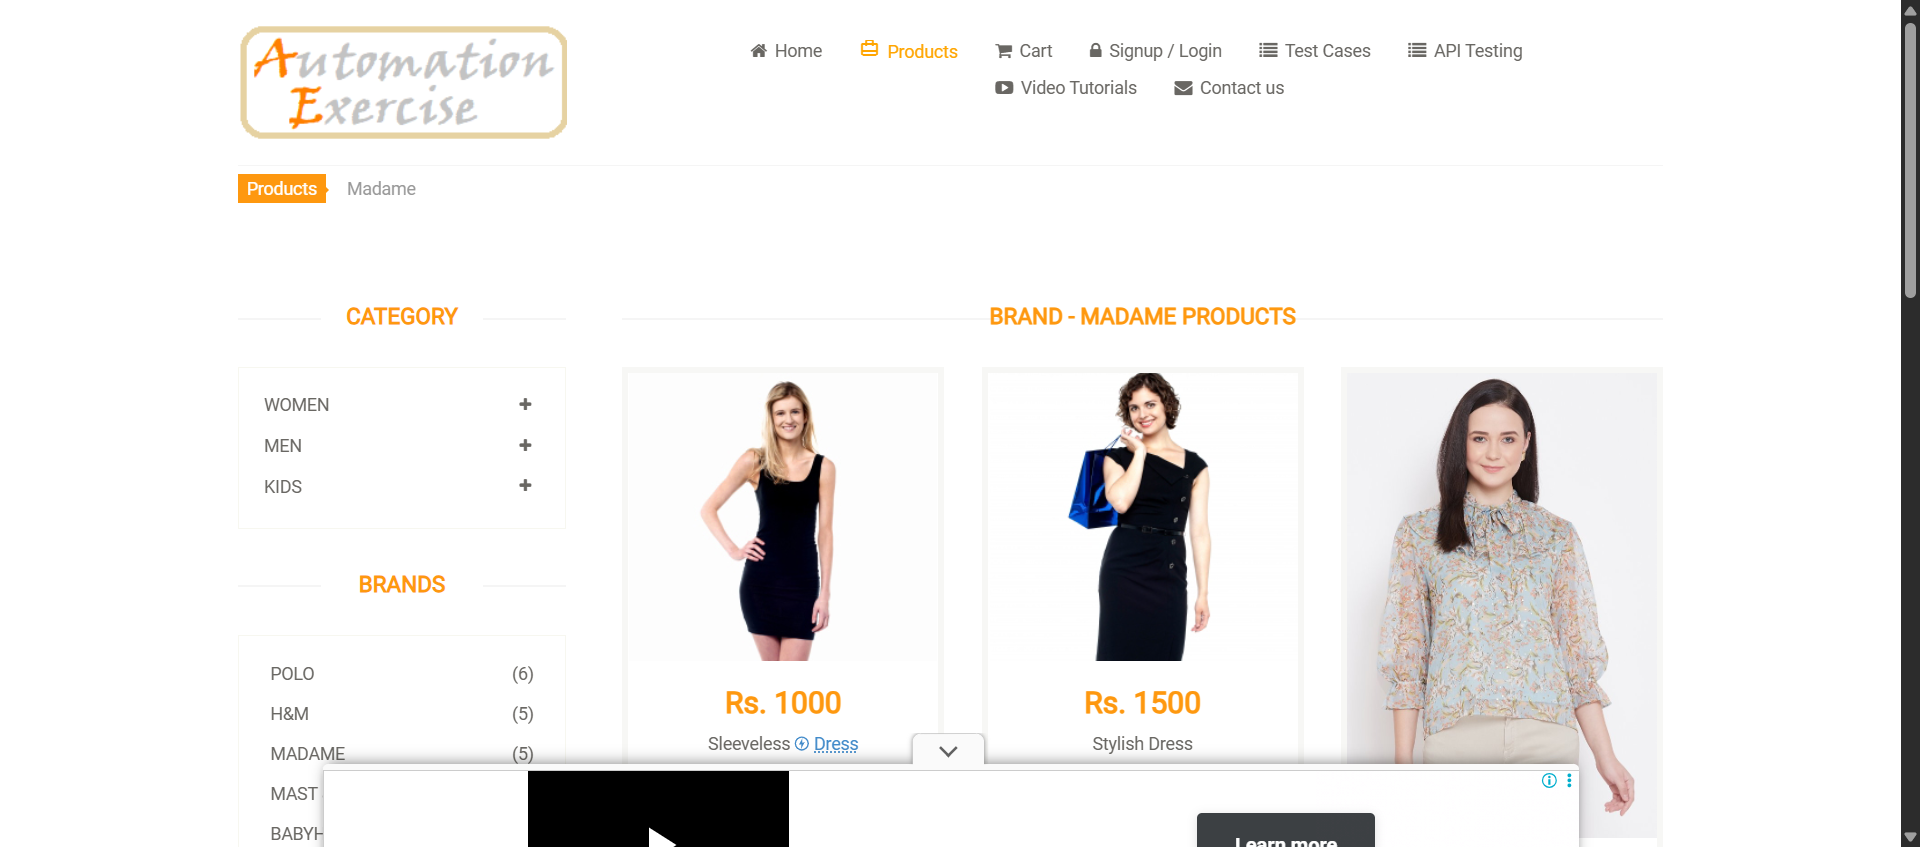 Automation
Exercise
Home
Products
Cart
Signup / Login
Test Cases
API Testing
Video Tutorials
Contact us
Products
Madame
CATEGORY
WOMEN
MEN
KIDS
BRANDS
POLO (6)
H&M (5)
MADAME (5)
MAST
BABYH
BRAND - MADAME PRODUCTS
Rs. 1000
Sleeveless Dress
Rs. 1500
Stylish Dress
Learn more